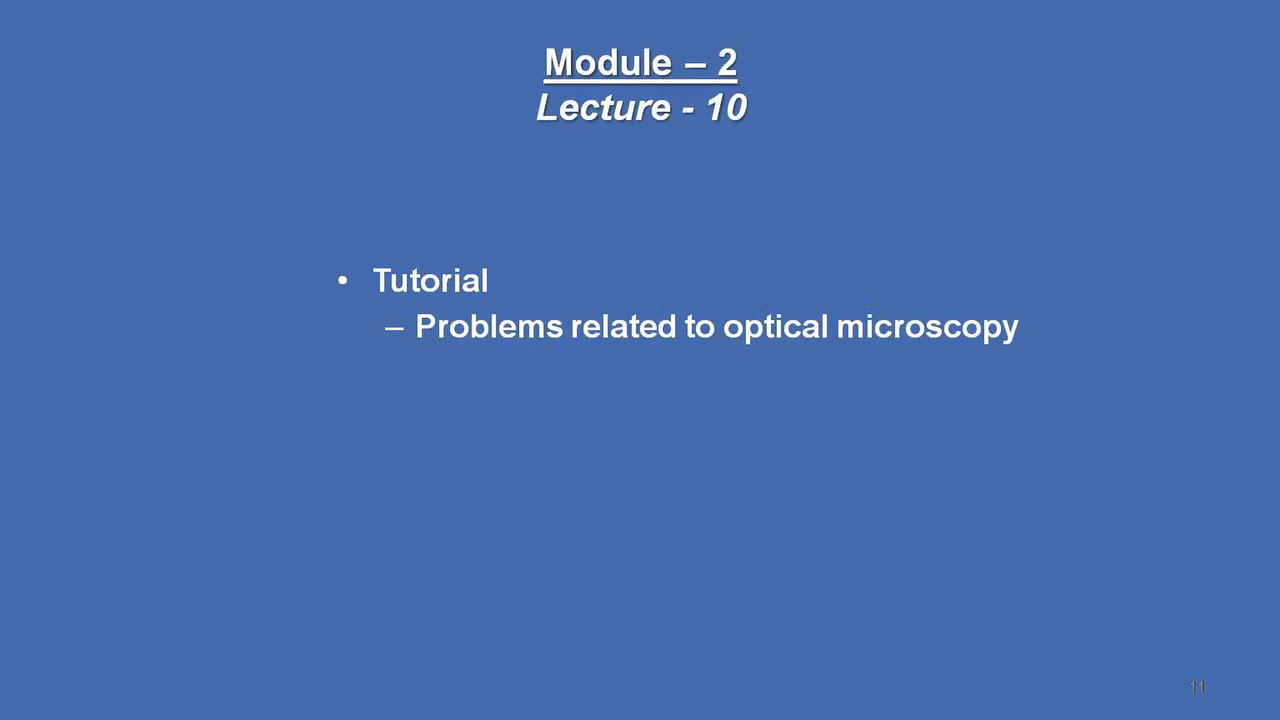 Module – 2
Lecture - 10
• Tutorial
– Problems related to optical microscopy
11